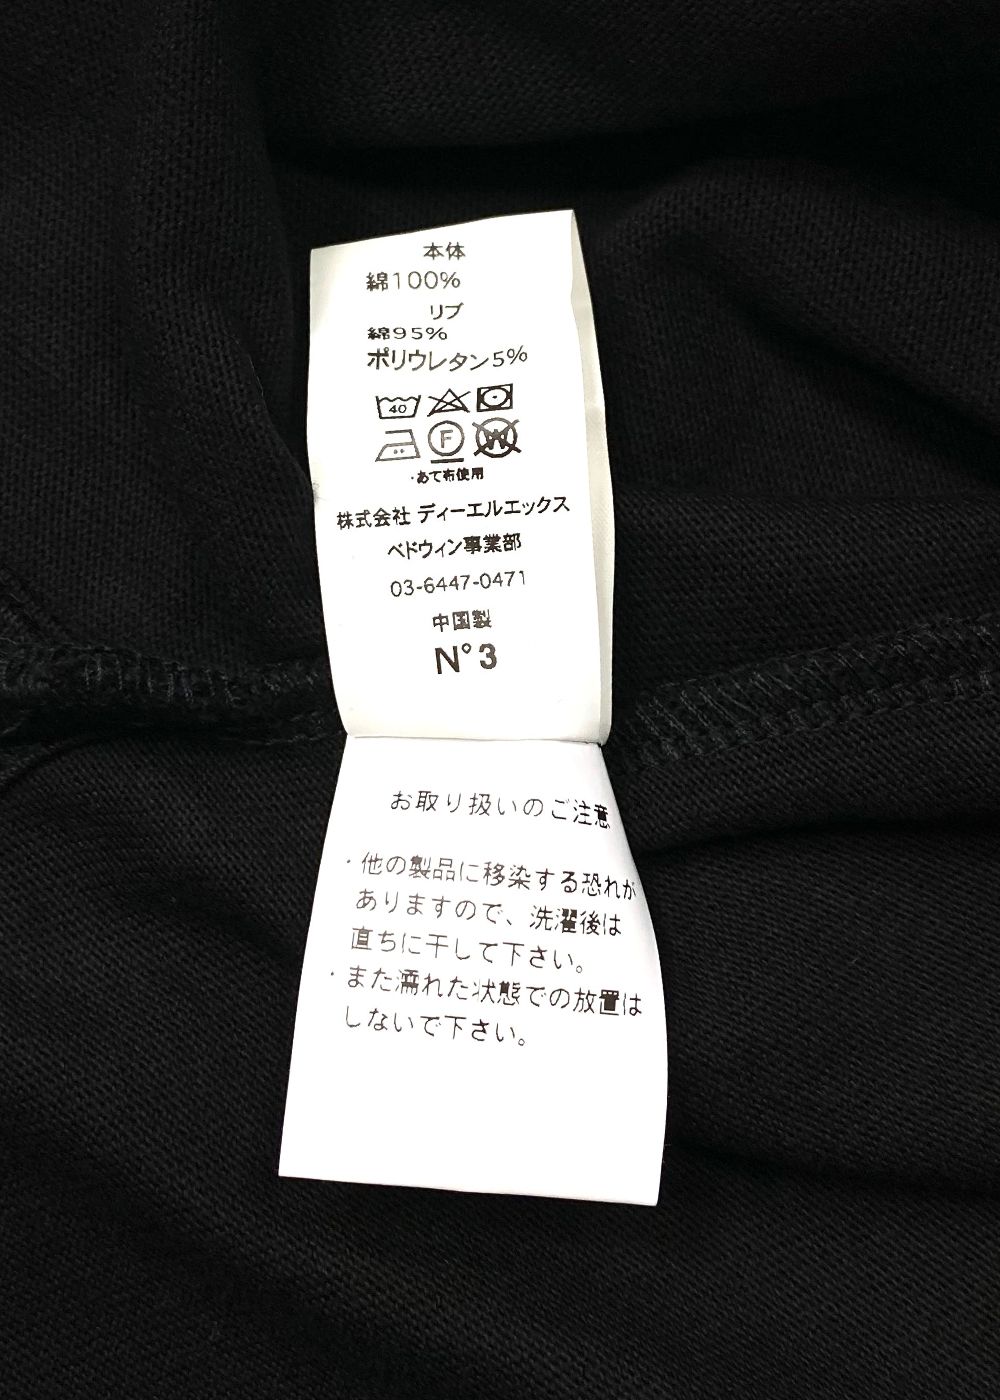 本体
綿100%
リブ
綿95%
ポリウレタン5%
40
F
W
・あて布使用
株式会社 ディーエルエックス
ベドウィン事業部
03-6447-0471
中国製
N°3
お取り扱いのご注意
・他の製品に移染する恐れが
ありますので、洗濯後は
直ちに干して下さい。
・また濡れた状態での放置は
しないで下さい。